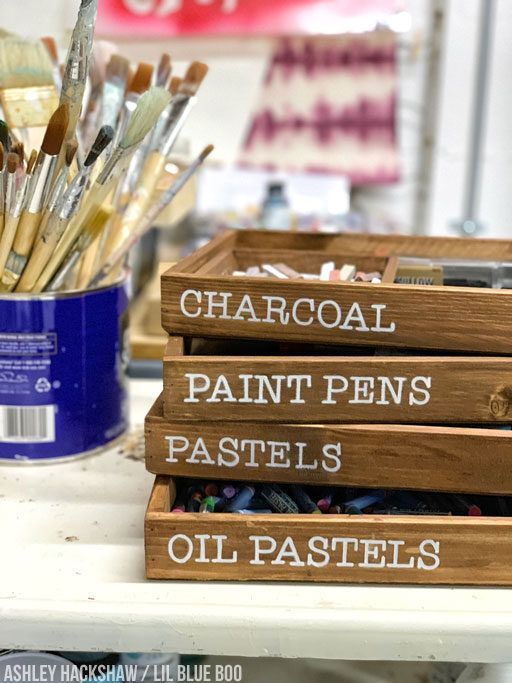 CHARCOAL
PAINT PENS
PASTELS
OIL PASTELS
ASHLEY HACKSHAW / LIL BLUE BOO